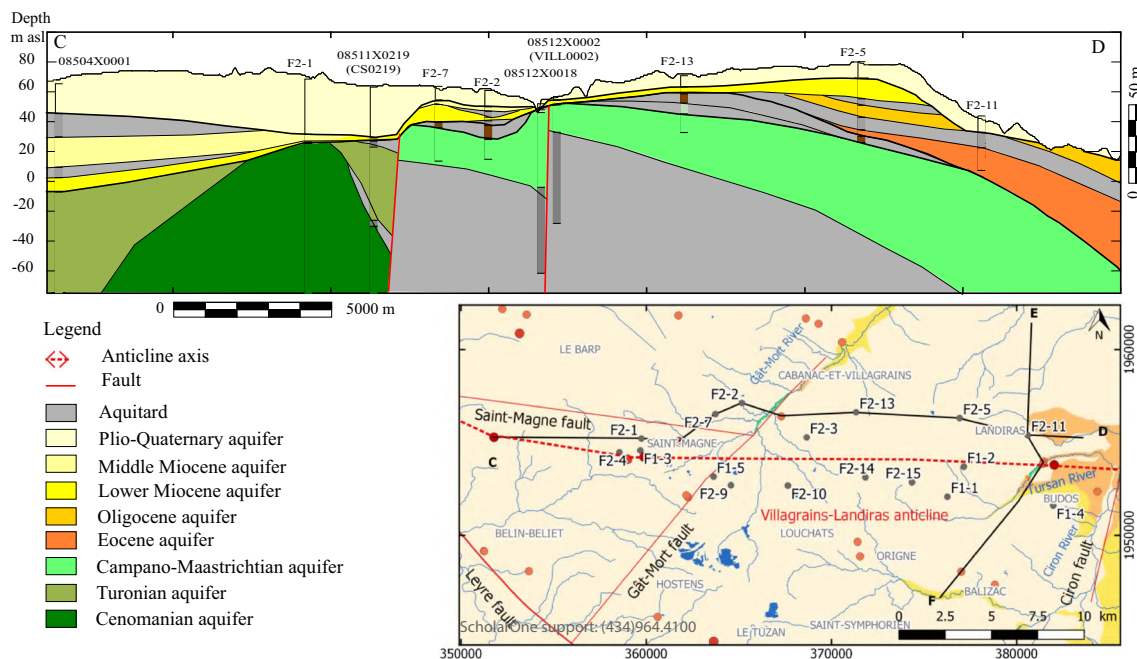 Depth
m asl
C
D
08504X0001
F2-1
08511X0219
(CS0219)
F2-7
F2-2
08512X0002
(VILL0002)
08512X0018
F2-13
F2-5
F2-11
80
60
40
20
0
-20
-40
-60
50 m
0
0
5000 m
Legend
Anticline axis
Fault
Aquitard
Plio-Quaternary aquifer
Middle Miocene aquifer
Lower Miocene aquifer
Oligocene aquifer
Eocene aquifer
Campano-Maastrichtian aquifer
Turonian aquifer
Cenomanian aquifer
E
N
LE BARP
Gât-Mort River
CABANAC-ET-VILLAGRAINS
1960000
F2-2
F2-13
F2-5
Saint-Magne fault
F2-7
F2-11
F2-1
SAINT-MAGNE
F2-3
LANDIRAS
D
C
F2-4
F1-3
F1-5
F2-14
F1-2
F2-15
Tursan River
F2-9
F2-10
F1-1
BUDOS
F1-4
Villagrains-Landiras anticline
BELIN-BELIET
LOUCHATS
1950000
Gât-Mort fault
ORIGNE
Ciron River
Leyre fault
HOSTENS
Ciron fault
F
BALIZAC
SAINT-SYMPHORIEN
LE TUZAN
0
2.5
5
7.5
10 km
ScholarOne support: (434)964.4100
350000
360000
370000
380000